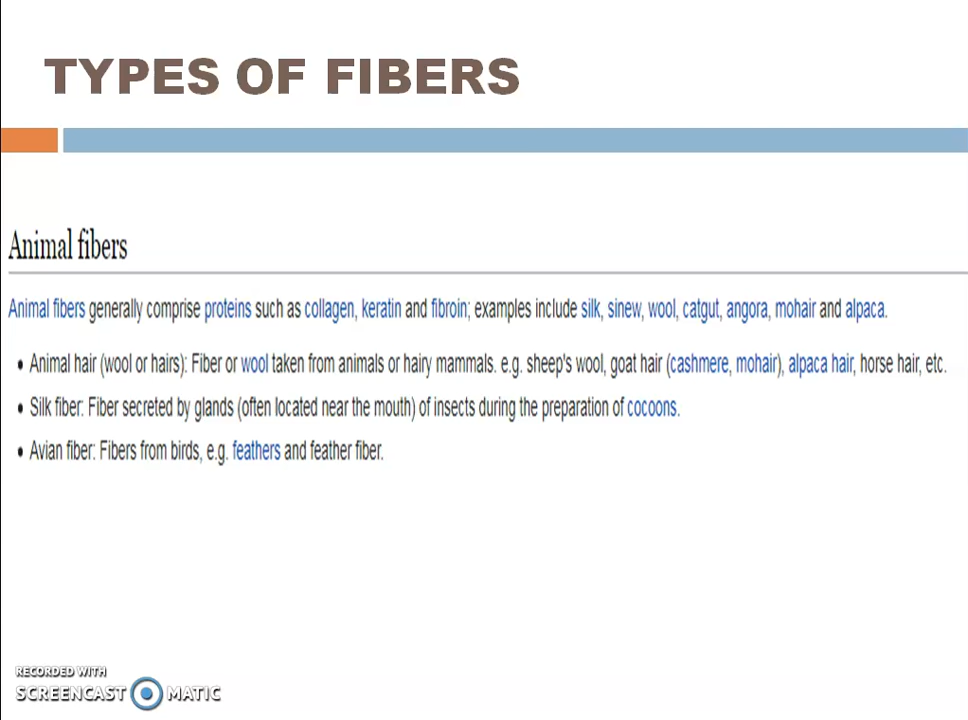 TYPES OF FIBERS
Animal fibers
Animal fibers generally comprise proteins such as collagen, keratin and fibroin; examples include silk, sinew, wool, catgut, angora, mohair and alpaca.
• Animal hair (wool or hairs): Fiber or wool taken from animals or hairy mammals. e.g. sheep's wool, goat hair (cashmere, mohair), alpaca hair, horse hair, etc.
• Silk fiber: Fiber secreted by glands (often located near the mouth) of insects during the preparation of cocoons.
• Avian fiber: Fibers from birds, e.g. feathers and feather fiber.
RECORDED WITH
SCREENCAST MATIC